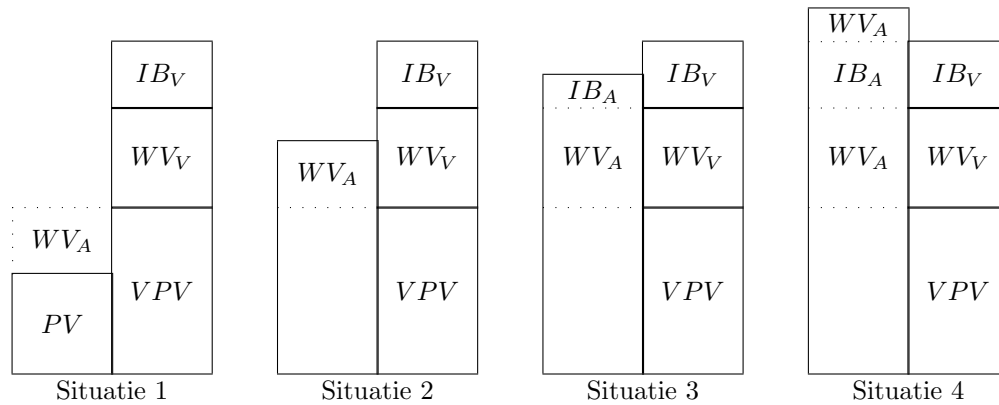 WV_A
IB_V
IB_V
IB_A
IB_V
IB_A
IB_V
WV_V
WV_A
WV_V
WV_A
WV_V
WV_A
WV_V
WV_A
PV
VPV
VPV
VPV
VPV
Situatie 1
Situatie 2
Situatie 3
Situatie 4